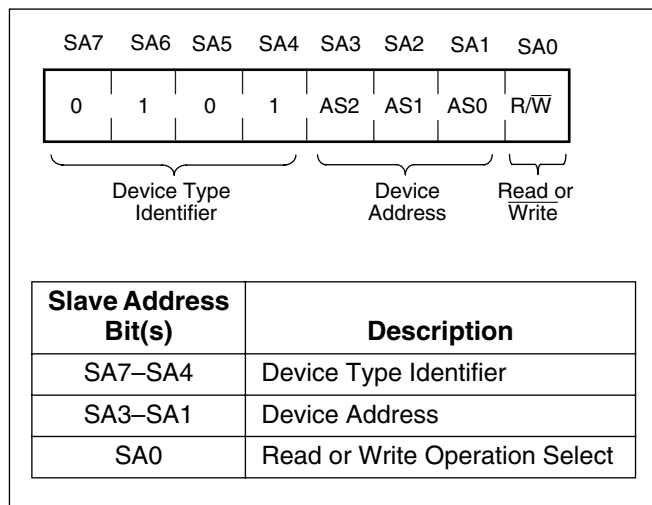 SA7 SA6 SA5 SA4 SA3 SA2 SA1 SA0
0 1 0 1 AS2 AS1 AS0 R/W̅
Device Type Identifier
Device Address
Read or W̅r̅i̅t̅e̅
Slave Address Bit(s) Description
SA7–SA4 Device Type Identifier
SA3–SA1 Device Address
SA0 Read or Write Operation Select